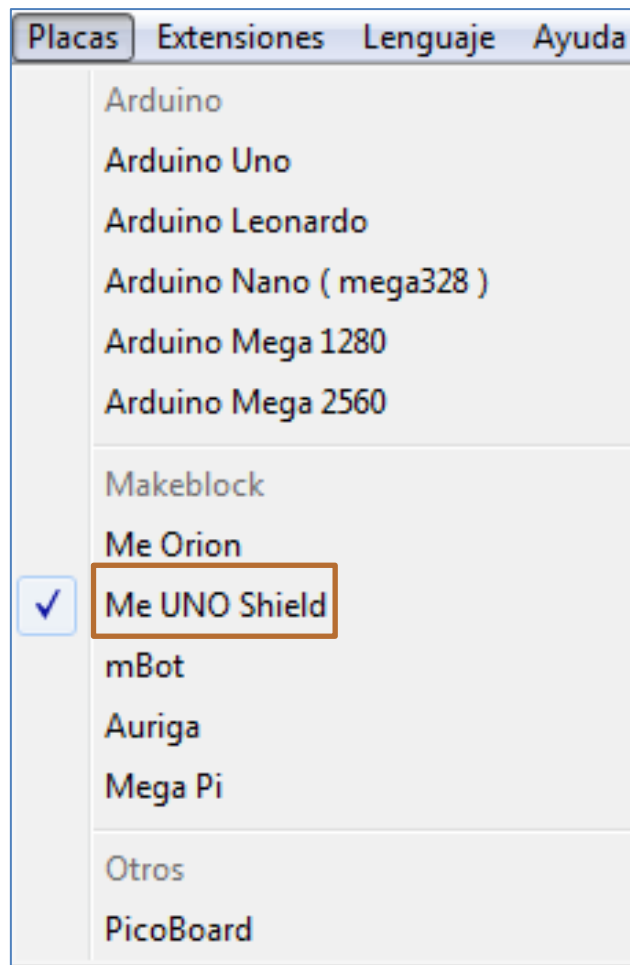 Placas Extensiones Lenguaje Ayuda
Arduino
Arduino Uno
Arduino Leonardo
Arduino Nano ( mega328 )
Arduino Mega 1280
Arduino Mega 2560
Makeblock
Me Orion
Me UNO Shield
mBot
Auriga
Mega Pi
Otros
PicoBoard